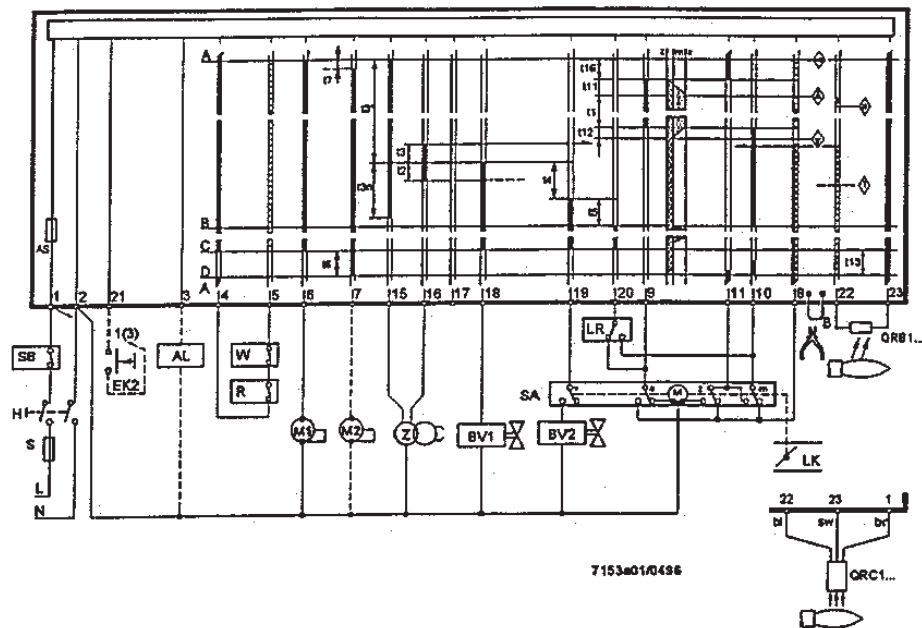 A
t7
t3'
t3n
t3
t2
t4
t5
t16
t11
t1
t12
z
B
C
D
A
t6
t13
AS
1
2
21
3
4
5
6
7
15
16
17
18
19
20
9
11
10
8
22
23
SB
H
S
L
N
1(3)
EK2
AL
W
R
M1
M2
Z
BV1
BV2
LR
SA
M
z
m
B
QRB1...
LK
22
23
1
bl
sw
br
QRC1...
7153a01/0496